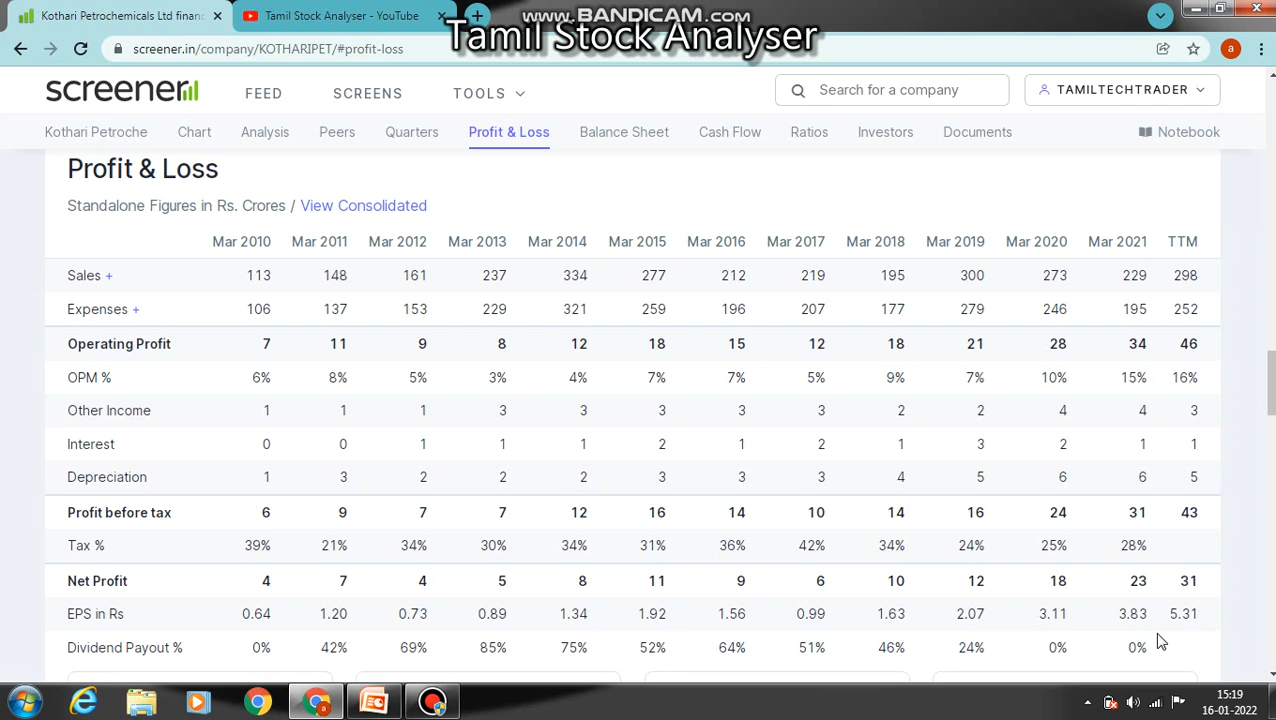 Kothari Petrochemicals Ltd financ
Tamil Stock Analyser - YouTube
www.BANDICAM.com
Tamil Stock Analyser
screener.in/company/KOTHARIPET/#profit-loss
a
screener
FEED SCREENS TOOLS
Search for a company
TAMILTECHTRADER
Kothari Petroche Chart Analysis Peers Quarters Profit & Loss Balance Sheet Cash Flow Ratios Investors Documents Notebook
Profit & Loss
Standalone Figures in Rs. Crores / View Consolidated
Mar 2010 Mar 2011 Mar 2012 Mar 2013 Mar 2014 Mar 2015 Mar 2016 Mar 2017 Mar 2018 Mar 2019 Mar 2020 Mar 2021 TTM
Sales + 113 148 161 237 334 277 212 219 195 300 273 229 298
Expenses + 106 137 153 229 321 259 196 207 177 279 246 195 252
Operating Profit 7 11 9 8 12 18 15 12 18 21 28 34 46
OPM % 6% 8% 5% 3% 4% 7% 7% 5% 9% 7% 10% 15% 16%
Other Income 1 1 1 3 3 3 3 3 2 2 4 4 3
Interest 0 0 1 1 1 2 1 2 1 3 2 1 1
Depreciation 1 3 2 2 2 3 3 3 4 5 6 6 5
Profit before tax 6 9 7 7 12 16 14 10 14 16 24 31 43
Tax % 39% 21% 34% 30% 34% 31% 36% 42% 34% 24% 25% 28%
Net Profit 4 7 4 5 8 11 9 6 10 12 18 23 31
EPS in Rs 0.64 1.20 0.73 0.89 1.34 1.92 1.56 0.99 1.63 2.07 3.11 3.83 5.31
Dividend Payout % 0% 42% 69% 85% 75% 52% 64% 51% 46% 24% 0% 0%
15:19
16-01-2022